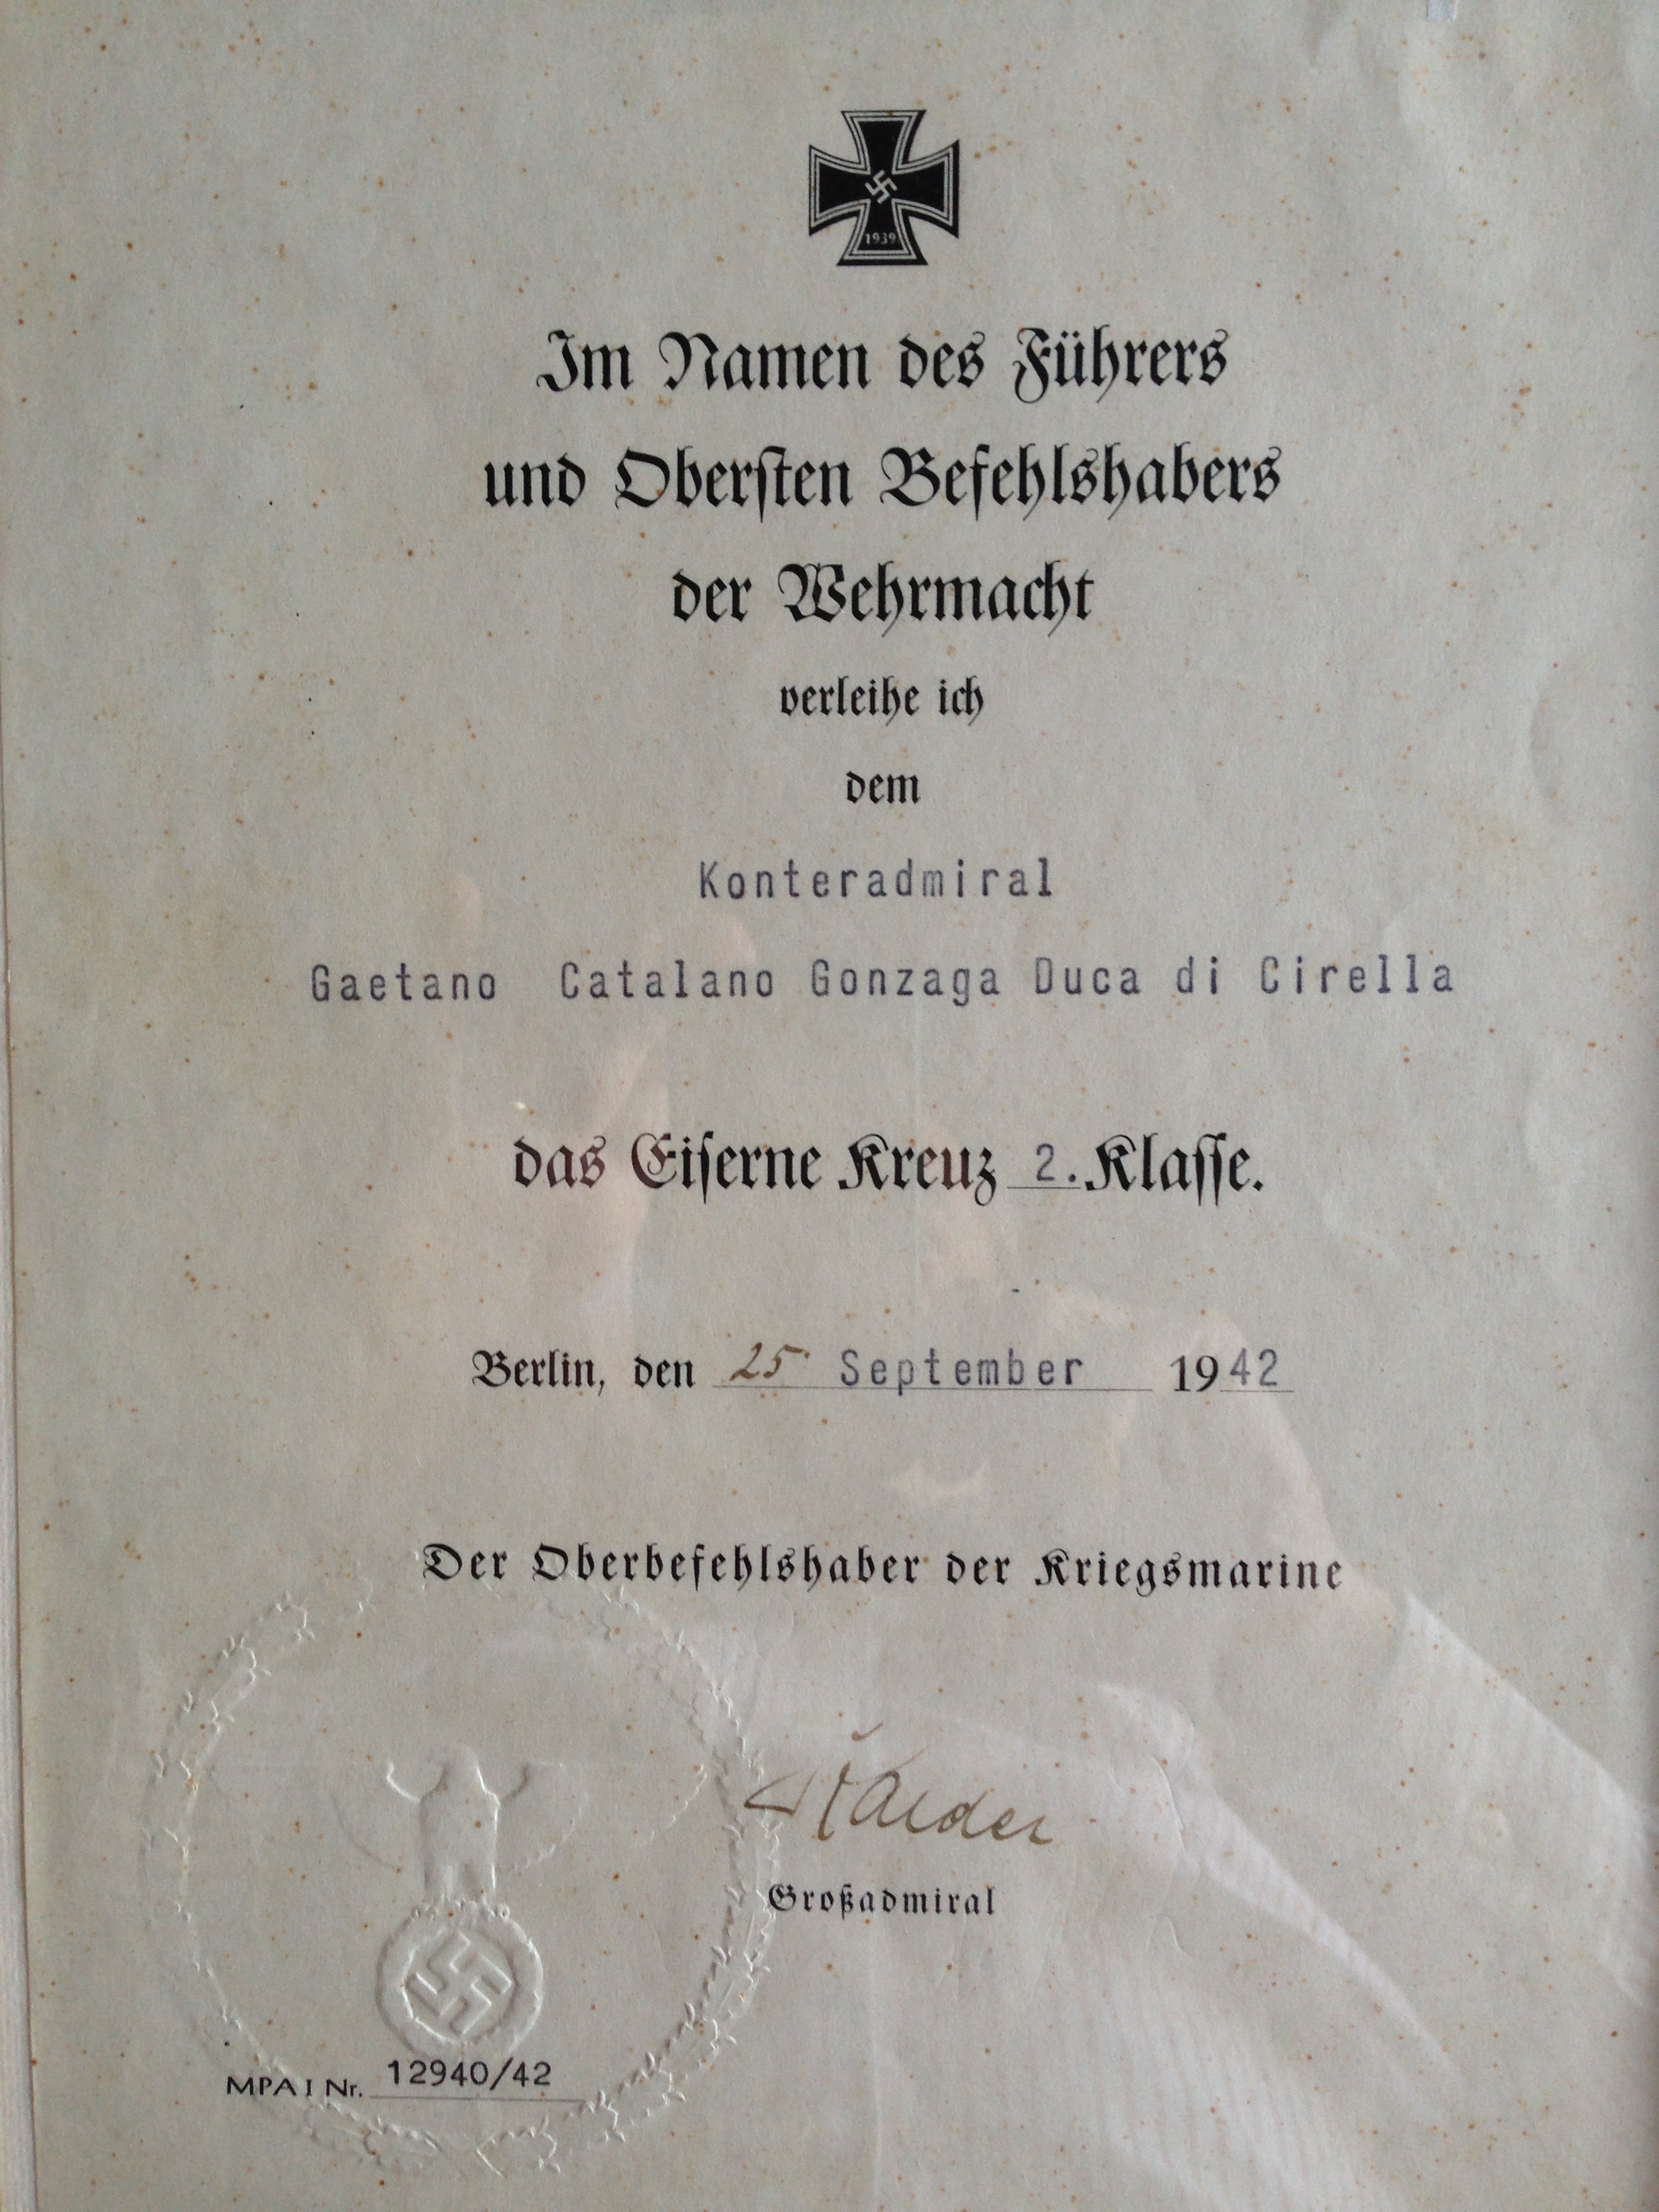 1939
Im Namen des Führers
und Oberſten Befehlshabers
der Wehrmacht
verleihe ich
dem
Konteradmiral
Gaetano Catalano Gonzaga Duca di Cirella
das Eiſerne Kreuz 2. Klaſſe.
Berlin, den 25 September 1942
Der Oberbefehlshaber der Kriegsmarine
Raeder
Großadmiral
MPA I Nr. 12940/42